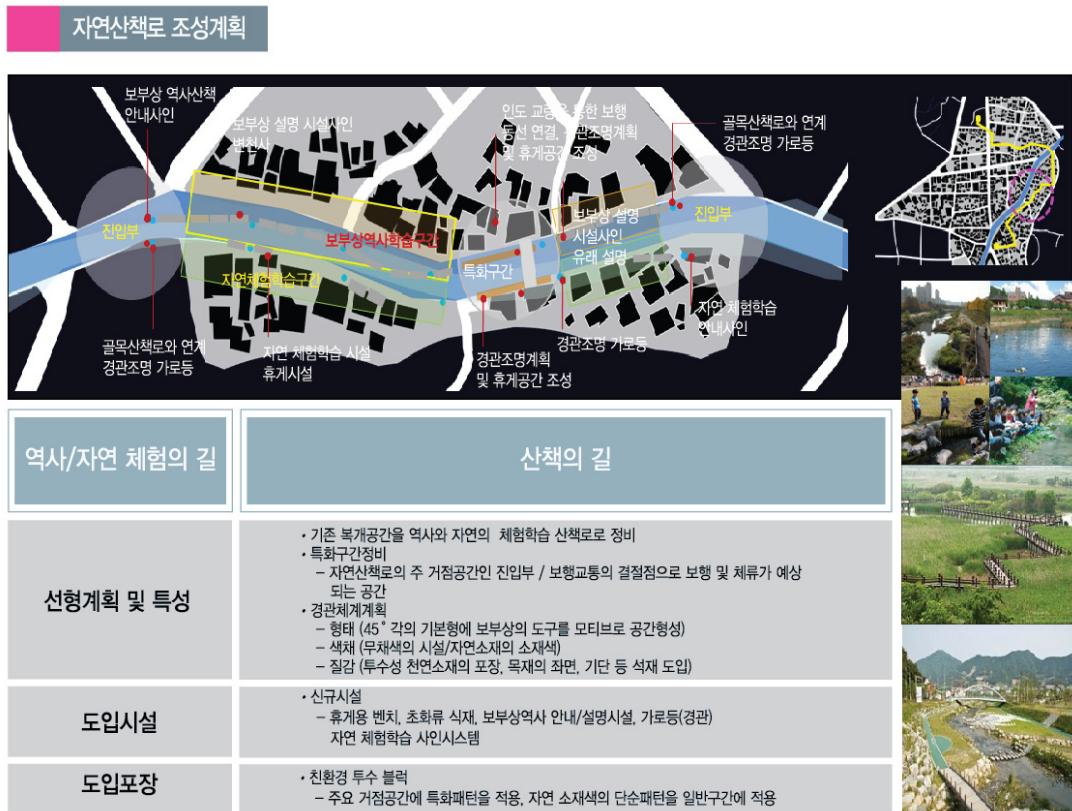 자연산책로 조성계획
보부상 역사산책
안내사인
보부상 설명 시설사인
변천사
인도 교량을 통한 보행
동선 연결, 경관조명계획
및 휴게공간 조성
골목산책로와 연계
경관조명 가로등
진입부
보부상역사학습구간
자연체험학습구간
특화구간
보부상 설명
시설사인
유래 설명
진입부
골목산책로와 연계
경관조명 가로등
자연 체험학습 시설
휴게시설
경관조명계획
및 휴게공간 조성
경관조명 가로등
자연 체험학습
안내사인
역사/자연 체험의 길
산책의 길
선형계획 및 특성
• 기존 복개공간을 역사와 자연의 체험학습 산책로로 정비
• 특화구간정비
– 자연산책로의 주 거점공간인 진입부 / 보행교통의 결절점으로 보행 및 체류가 예상
되는 공간
• 경관체계계획
– 형태 (45° 각의 기본형에 보부상의 도구를 모티브로 공간형성)
– 색채 (무채색의 시설/자연소재의 소재색)
– 질감 (투수성 천연소재의 포장, 목재의 좌면, 기단 등 석재 도입)
도입시설
• 신규시설
– 휴게용 벤치, 초화류 식재, 보부상역사 안내/설명시설, 가로등(경관)
자연 체험학습 사인시스템
도입포장
• 친환경 투수 블럭
– 주요 거점공간에 특화패턴을 적용, 자연 소재색의 단순패턴을 일반구간에 적용